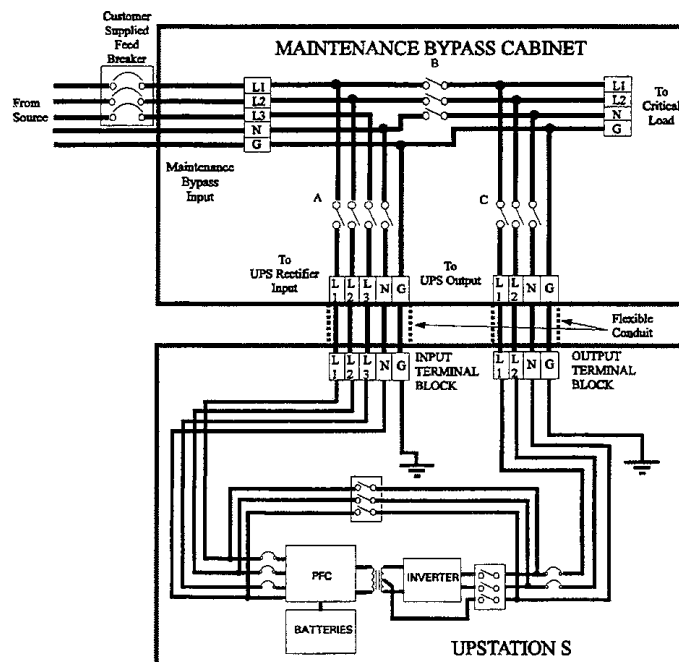 Customer
Supplied
Feed
Breaker
MAINTENANCE BYPASS CABINET
B
From
Source
L1
L2
L3
N
G
L1
L2
N
G
To
Critical
Load
Maintenance
Bypass
Input
A
C
To
UPS Rectifier
Input
L1
L2
L3
N
G
To
UPS Output
L1
L2
N
G
Flexible
Conduit
L1
L2
L3
N
G
INPUT
TERMINAL
BLOCK
L1
L2
N
G
OUTPUT
TERMINAL
BLOCK
PFC
INVERTER
BATTERIES
UPSTATION S